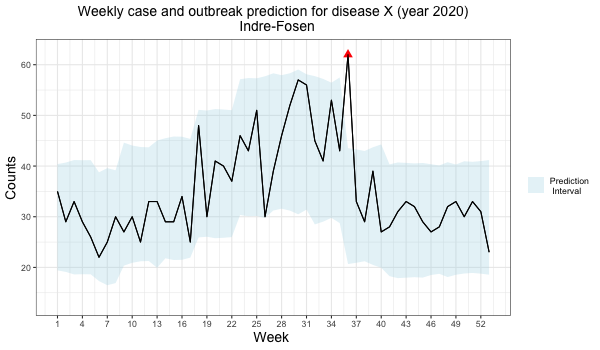 Weekly case and outbreak prediction for disease X (year 2020)
Indre-Fosen
Counts
60
50
40
30
20
1 4 7 10 13 16 19 22 25 28 31 34 37 40 43 46 49 52
Week
Prediction
Interval